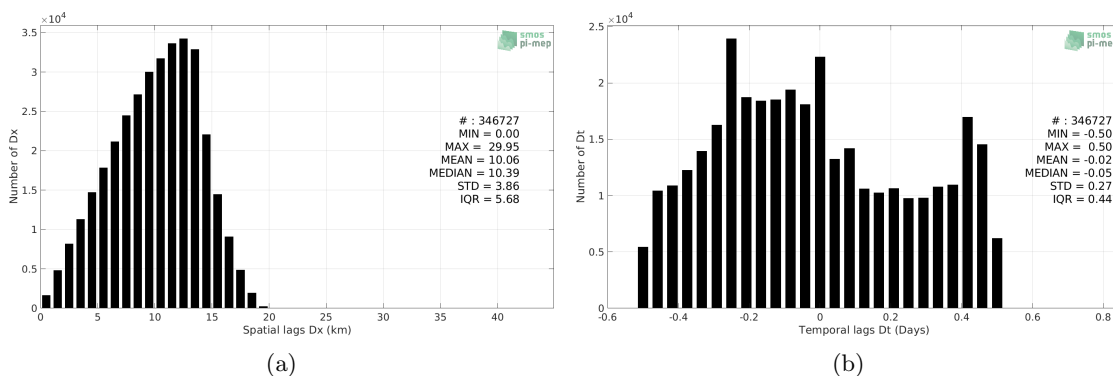 ×10⁴
3.5
3
2.5
2
1.5
1
0.5
0
0 5 10 15 20 25 30 35 40
Number of Dx
Spatial lags Dx (km)
smos
pi-mep
# : 346727
MIN = 0.00
MAX = 29.95
MEAN = 10.06
MEDIAN = 10.39
STD = 3.86
IQR = 5.68
(a)
×10⁴
2.5
2
1.5
1
0.5
0
-0.6 -0.4 -0.2 0 0.2 0.4 0.6 0.8
Number of Dt
Temporal lags Dt (Days)
smos
pi-mep
# : 346727
MIN = -0.50
MAX = 0.50
MEAN = -0.02
MEDIAN = -0.05
STD = 0.27
IQR = 0.44
(b)